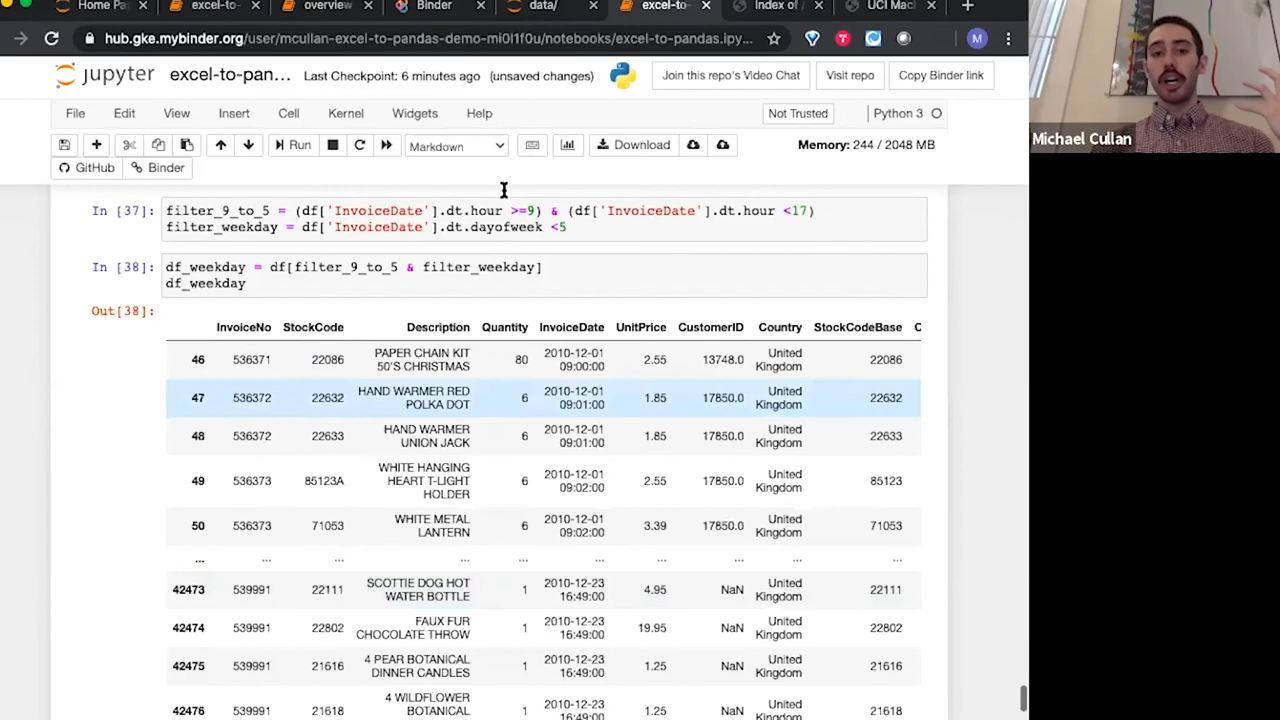 Home Pa
excel-to-
overview
Binder
data/
excel-to-
Index of
UCI Macl
hub.gke.mybinder.org/user/mcullan-excel-to-pandas-demo-mi0l1f0u/notebooks/excel-to-pandas.ipy...
M
jupyter
excel-to-pan...
Last Checkpoint: 6 minutes ago (unsaved changes)
Join this repo's Video Chat
Visit repo
Copy Binder link
File Edit View Insert Cell Kernel Widgets Help
Not Trusted
Python 3
Run
Markdown
Download
Memory: 244 / 2048 MB
GitHub
Binder
In [37]: filter_9_to_5 = (df['InvoiceDate'].dt.hour >=9) & (df['InvoiceDate'].dt.hour <17)
filter_weekday = df['InvoiceDate'].dt.dayofweek <5
In [38]: df_weekday = df[filter_9_to_5 & filter_weekday]
df_weekday
Out[38]:
InvoiceNo StockCode Description Quantity InvoiceDate UnitPrice CustomerID Country StockCodeBase C
46 536371 22086 PAPER CHAIN KIT 50'S CHRISTMAS 80 2010-12-01 09:00:00 2.55 13748.0 United Kingdom 22086
47 536372 22632 HAND WARMER RED POLKA DOT 6 2010-12-01 09:01:00 1.85 17850.0 United Kingdom 22632
48 536372 22633 HAND WARMER UNION JACK 6 2010-12-01 09:01:00 1.85 17850.0 United Kingdom 22633
49 536373 85123A WHITE HANGING HEART T-LIGHT HOLDER 6 2010-12-01 09:02:00 2.55 17850.0 United Kingdom 85123
50 536373 71053 WHITE METAL LANTERN 6 2010-12-01 09:02:00 3.39 17850.0 United Kingdom 71053
... ... ... ... ... ... ... ... ... ...
42473 539991 22111 SCOTTIE DOG HOT WATER BOTTLE 1 2010-12-23 16:49:00 4.95 NaN United Kingdom 22111
42474 539991 22802 FAUX FUR CHOCOLATE THROW 1 2010-12-23 16:49:00 19.95 NaN United Kingdom 22802
42475 539991 21616 4 PEAR BOTANICAL DINNER CANDLES 1 2010-12-23 16:49:00 1.25 NaN United Kingdom 21616
42476 539991 21618 4 WILDFLOWER BOTANICAL 1 2010-12-23 16:49:00 1.25 NaN United Kingdom 21618
Michael Cullan